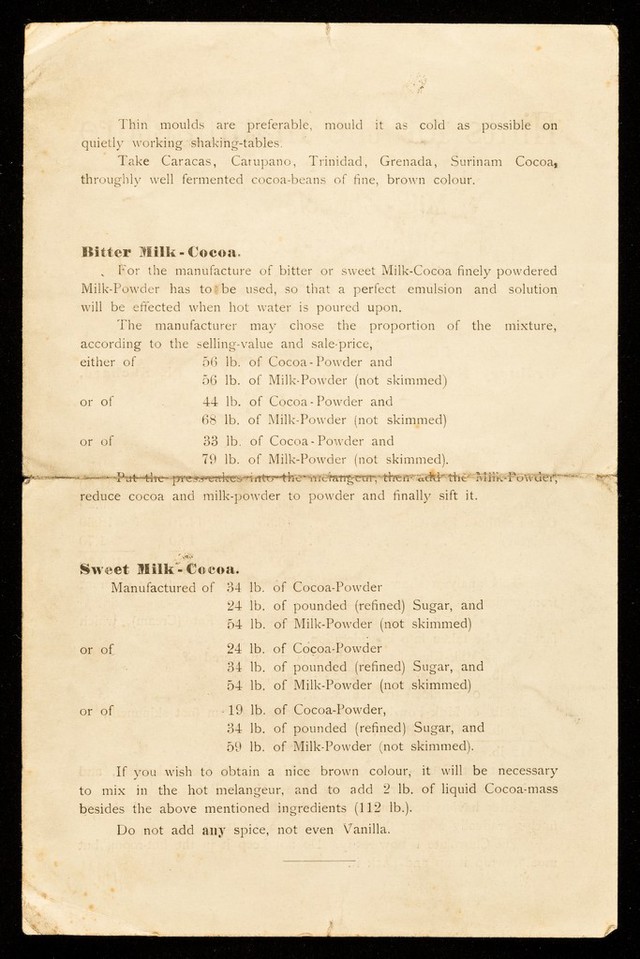 Thin moulds are preferable, mould it as cold as possible on
quietly working shaking-tables.
Take Caracas, Carupano, Trinidad, Grenada, Surinam Cocoa,
throughly well fermented cocoa-beans of fine, brown colour.
Bitter Milk-Cocoa.
For the manufacture of bitter or sweet Milk-Cocoa finely powdered
Milk-Powder has to be used, so that a perfect emulsion and solution
will be effected when hot water is poured upon.
The manufacturer may chose the proportion of the mixture,
according to the selling-value and sale-price,
either of 56 lb. of Cocoa-Powder and
56 lb. of Milk-Powder (not skimmed)
or of 44 lb. of Cocoa-Powder and
68 lb. of Milk-Powder (not skimmed)
or of 33 lb. of Cocoa-Powder and
79 lb. of Milk-Powder (not skimmed).
Put the press-cakes into the melangeur, then add the Milk-Powder,
reduce cocoa and milk-powder to powder and finally sift it.
Sweet Milk-Cocoa.
Manufactured of 34 lb. of Cocoa-Powder
24 lb. of pounded (refined) Sugar, and
54 lb. of Milk-Powder (not skimmed)
or of 24 lb. of Cocoa-Powder
34 lb. of pounded (refined) Sugar, and
54 lb. of Milk-Powder (not skimmed)
or of 19 lb. of Cocoa-Powder,
34 lb. of pounded (refined) Sugar, and
59 lb. of Milk-Powder (not skimmed).
If you wish to obtain a nice brown colour, it will be necessary
to mix in the hot melangeur, and to add 2 lb. of liquid Cocoa-mass
besides the above mentioned ingredients (112 lb.).
Do not add any spice, not even Vanilla.